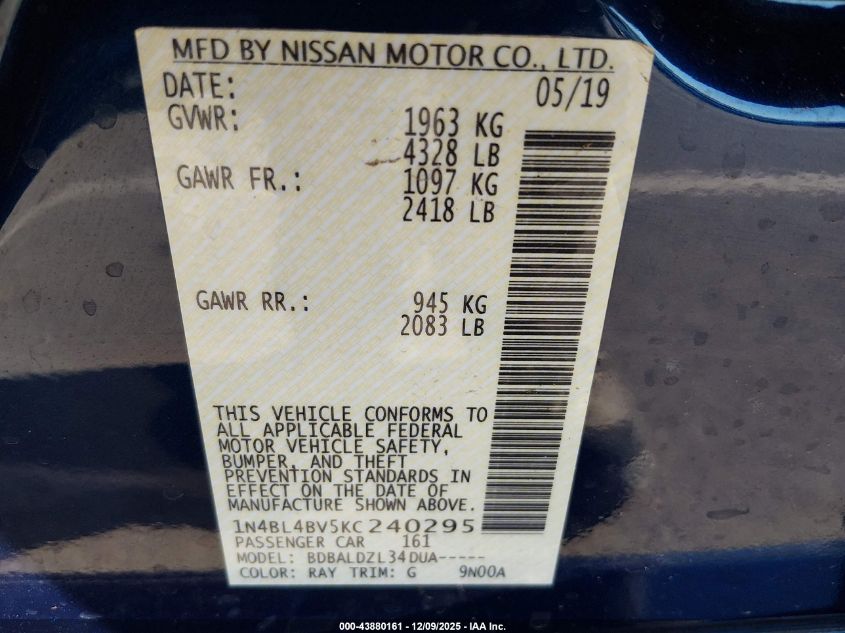 MFD BY NISSAN MOTOR CO., LTD.
DATE: 05/19
GVWR: 1963 KG
4328 LB
GAWR FR.: 1097 KG
2418 LB
GAWR RR.: 945 KG
2083 LB
THIS VEHICLE CONFORMS TO
ALL APPLICABLE FEDERAL
MOTOR VEHICLE SAFETY,
BUMPER, AND THEFT
PREVENTION STANDARDS IN
EFFECT ON THE DATE OF
MANUFACTURE SHOWN ABOVE.
1N4BL4BV5KC240295
PASSENGER CAR 161
MODEL: BDBALDZL34DUA-----
COLOR: RAY TRIM: G 9N00A
000-43880161 - 12/09/2025 - IAA Inc.